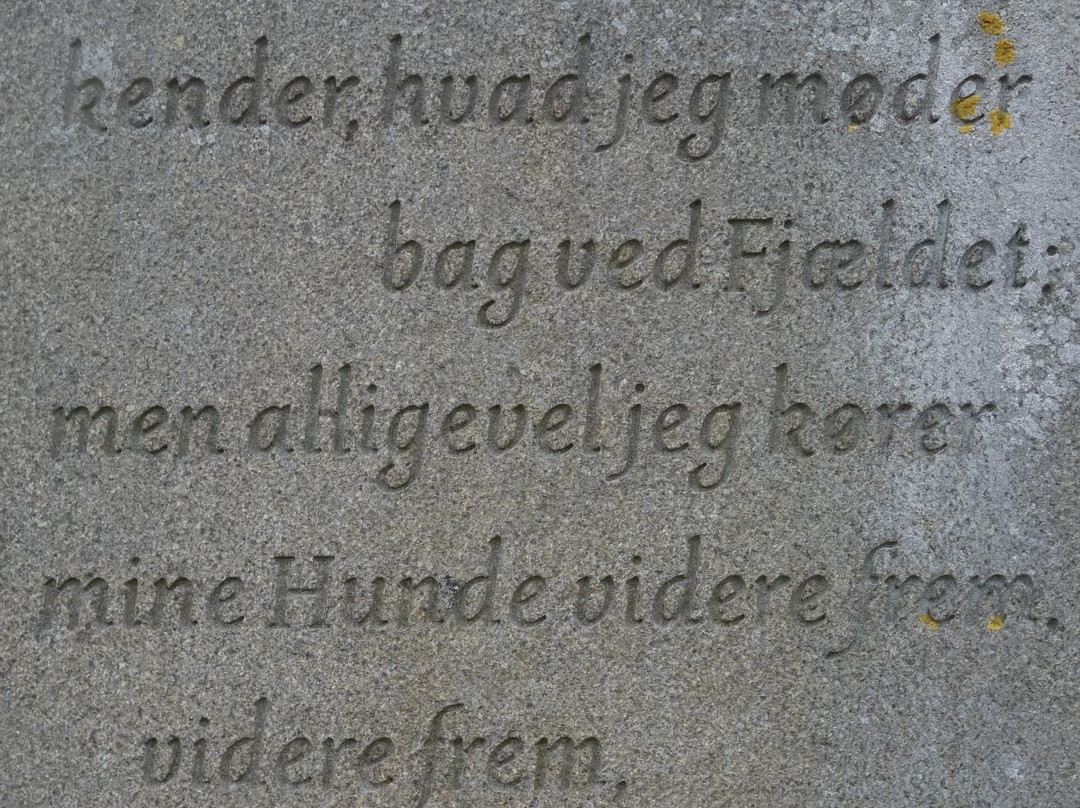 kender, hvad jeg møder
bag ved Fjældet;
men alligevel jeg kører
mine Hunde videre frem,
videre frem.